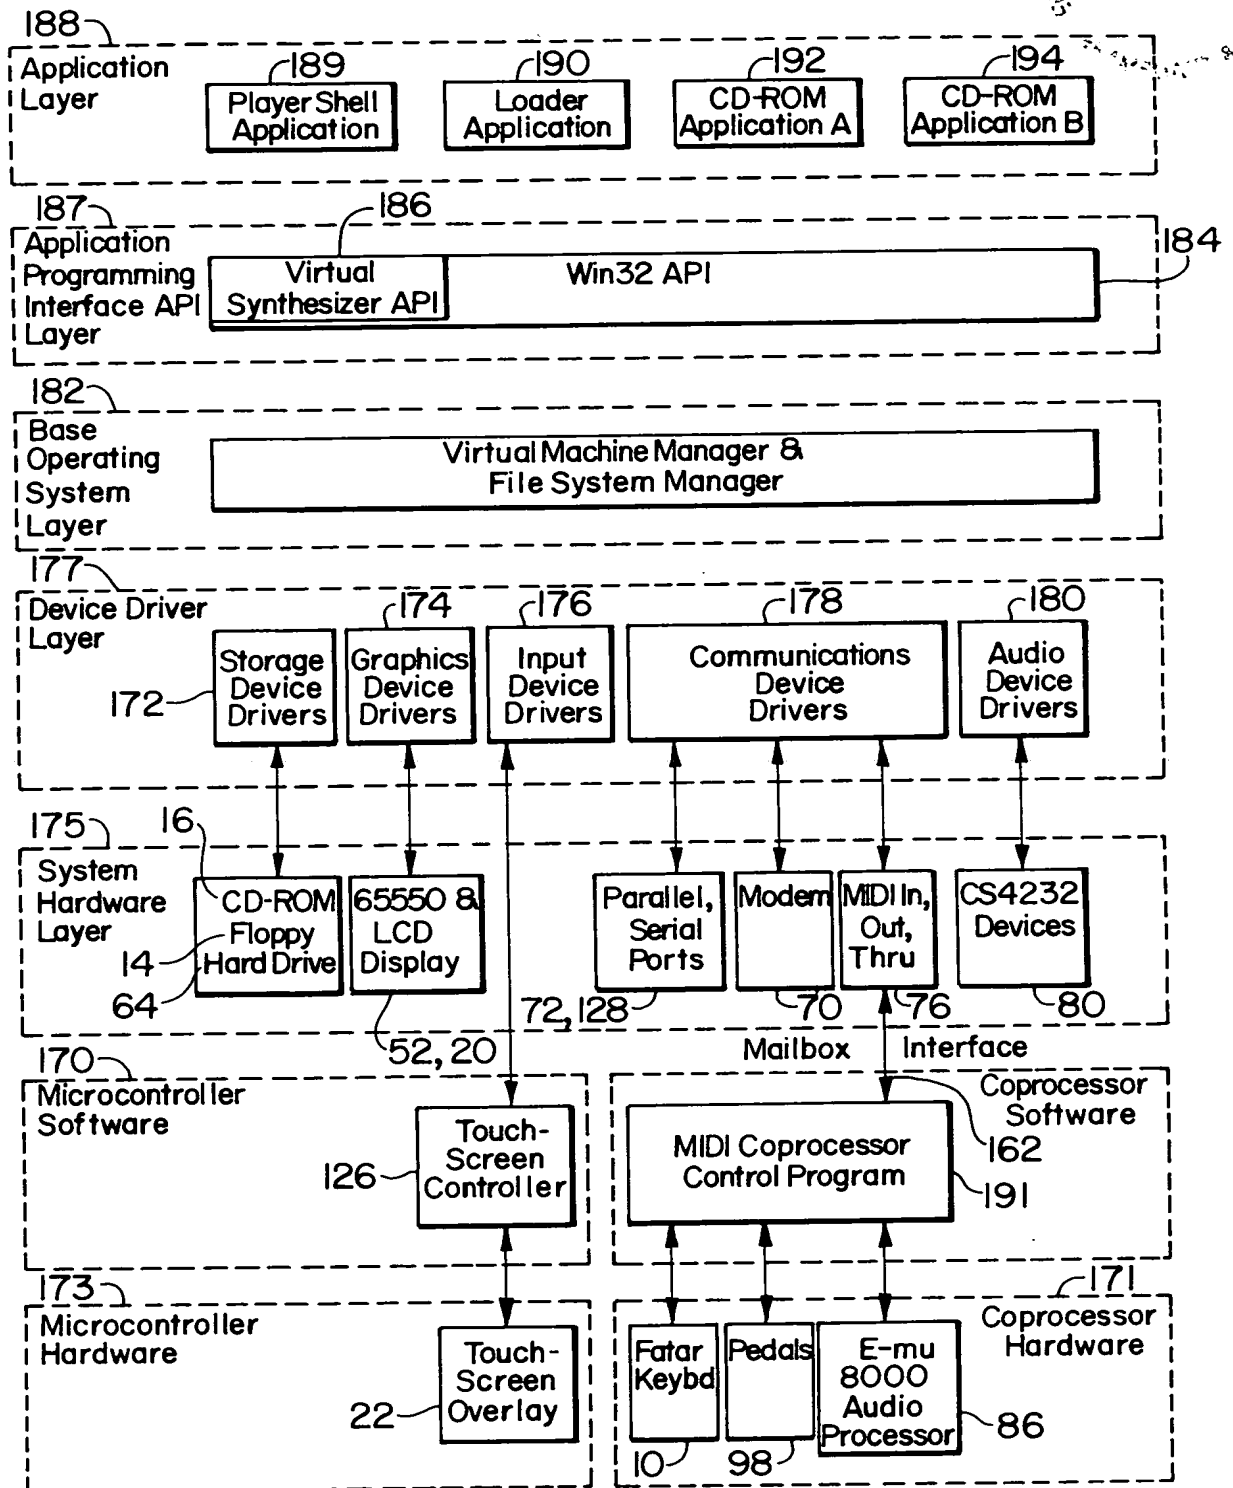 188
Application
Layer
189
Player Shell
Application
190
Loader
Application
192
CD-ROM
Application A
194
CD-ROM
Application B
187
Application
Programming
Interface API
Layer
186
Virtual
Synthesizer API
Win32 API
184
182
Base
Operating
System
Layer
Virtual Machine Manager &
File System Manager
177
Device Driver
Layer
172
Storage
Device
Drivers
174
Graphics
Device
Drivers
176
Input
Device
Drivers
178
Communications
Device
Drivers
180
Audio
Device
Drivers
175
System
Hardware
Layer
16
14
64
CD-ROM
Floppy
Hard Drive
65550 &
LCD
Display
52, 20
Parallel,
Serial
Ports
72, 128
Modem
70
MIDI In,
Out,
Thru
76
CS4232
Devices
80
Mailbox Interface
170
Microcontroller
Software
126
Touch-
Screen
Controller
Coprocessor
Software
162
MIDI Coprocessor
Control Program
191
173
Microcontroller
Hardware
22
Touch-
Screen
Overlay
171
Coprocessor
Hardware
Fatar
Keybd
10
Pedals
98
E-mu
8000
Audio
Processor
86